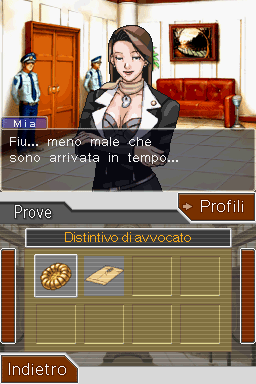 Mia
Fiu... meno male che
sono arrivata in tempo...
Prove
Profili
Distintivo di avvocato
Indietro